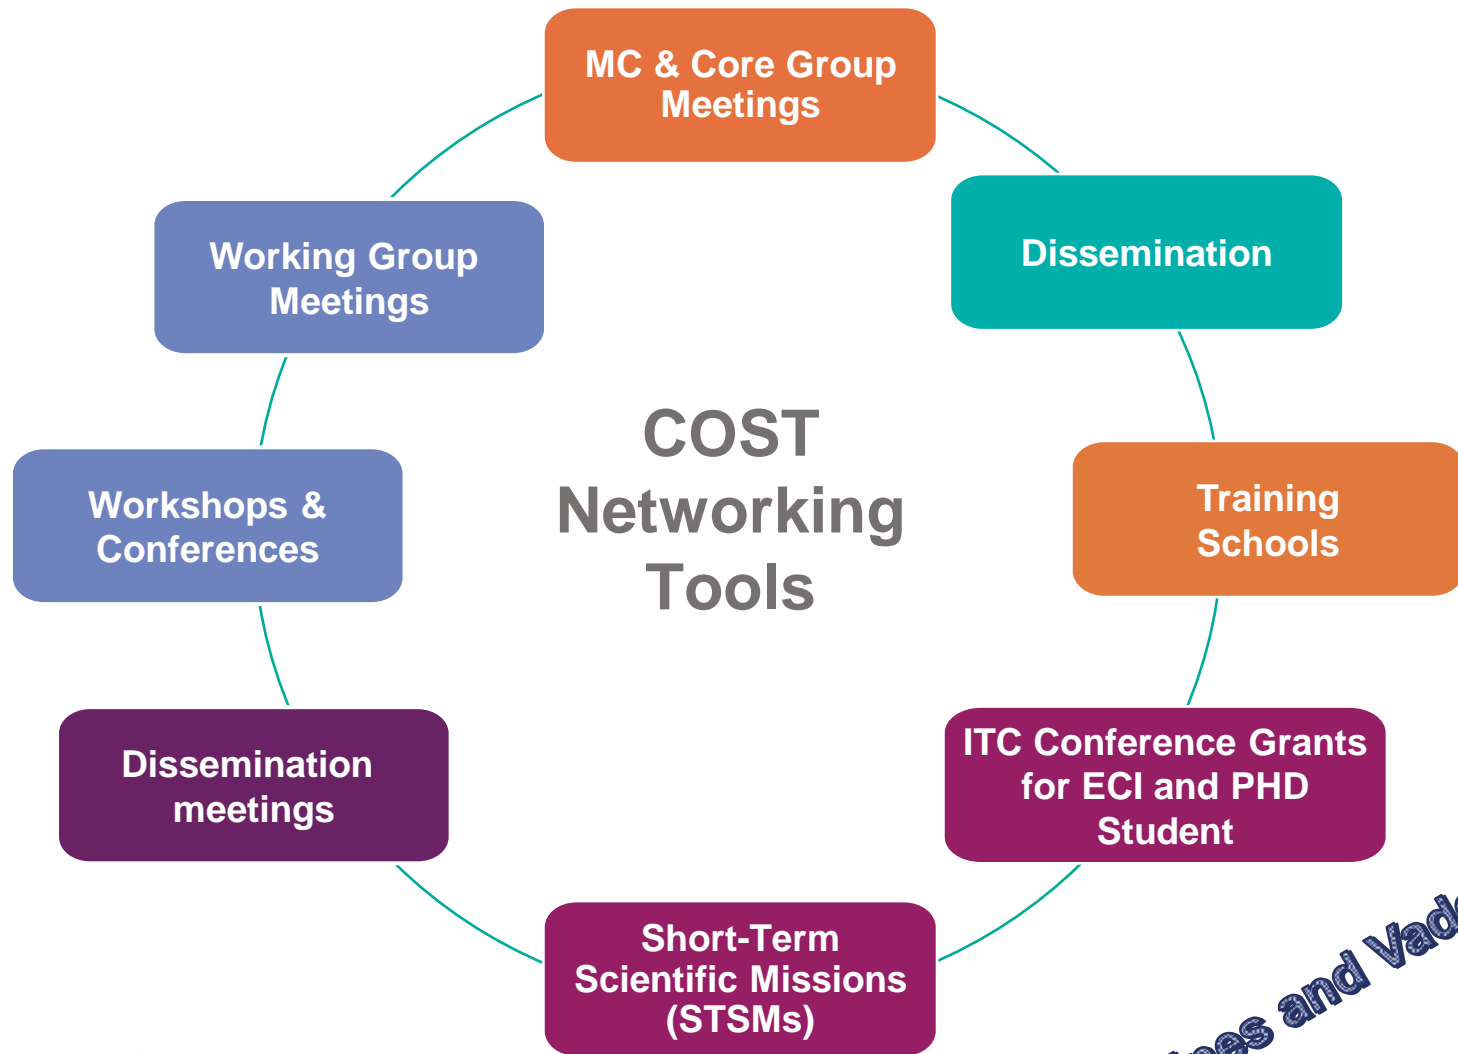 MC & Core Group
Meetings
Dissemination
Working Group
Meetings
COST
Networking
Tools
Training
Schools
Workshops &
Conferences
ITC Conference Grants
for ECI and PHD
Student
Dissemination
meetings
Short-Term
Scientific Missions
(STSMs)
and